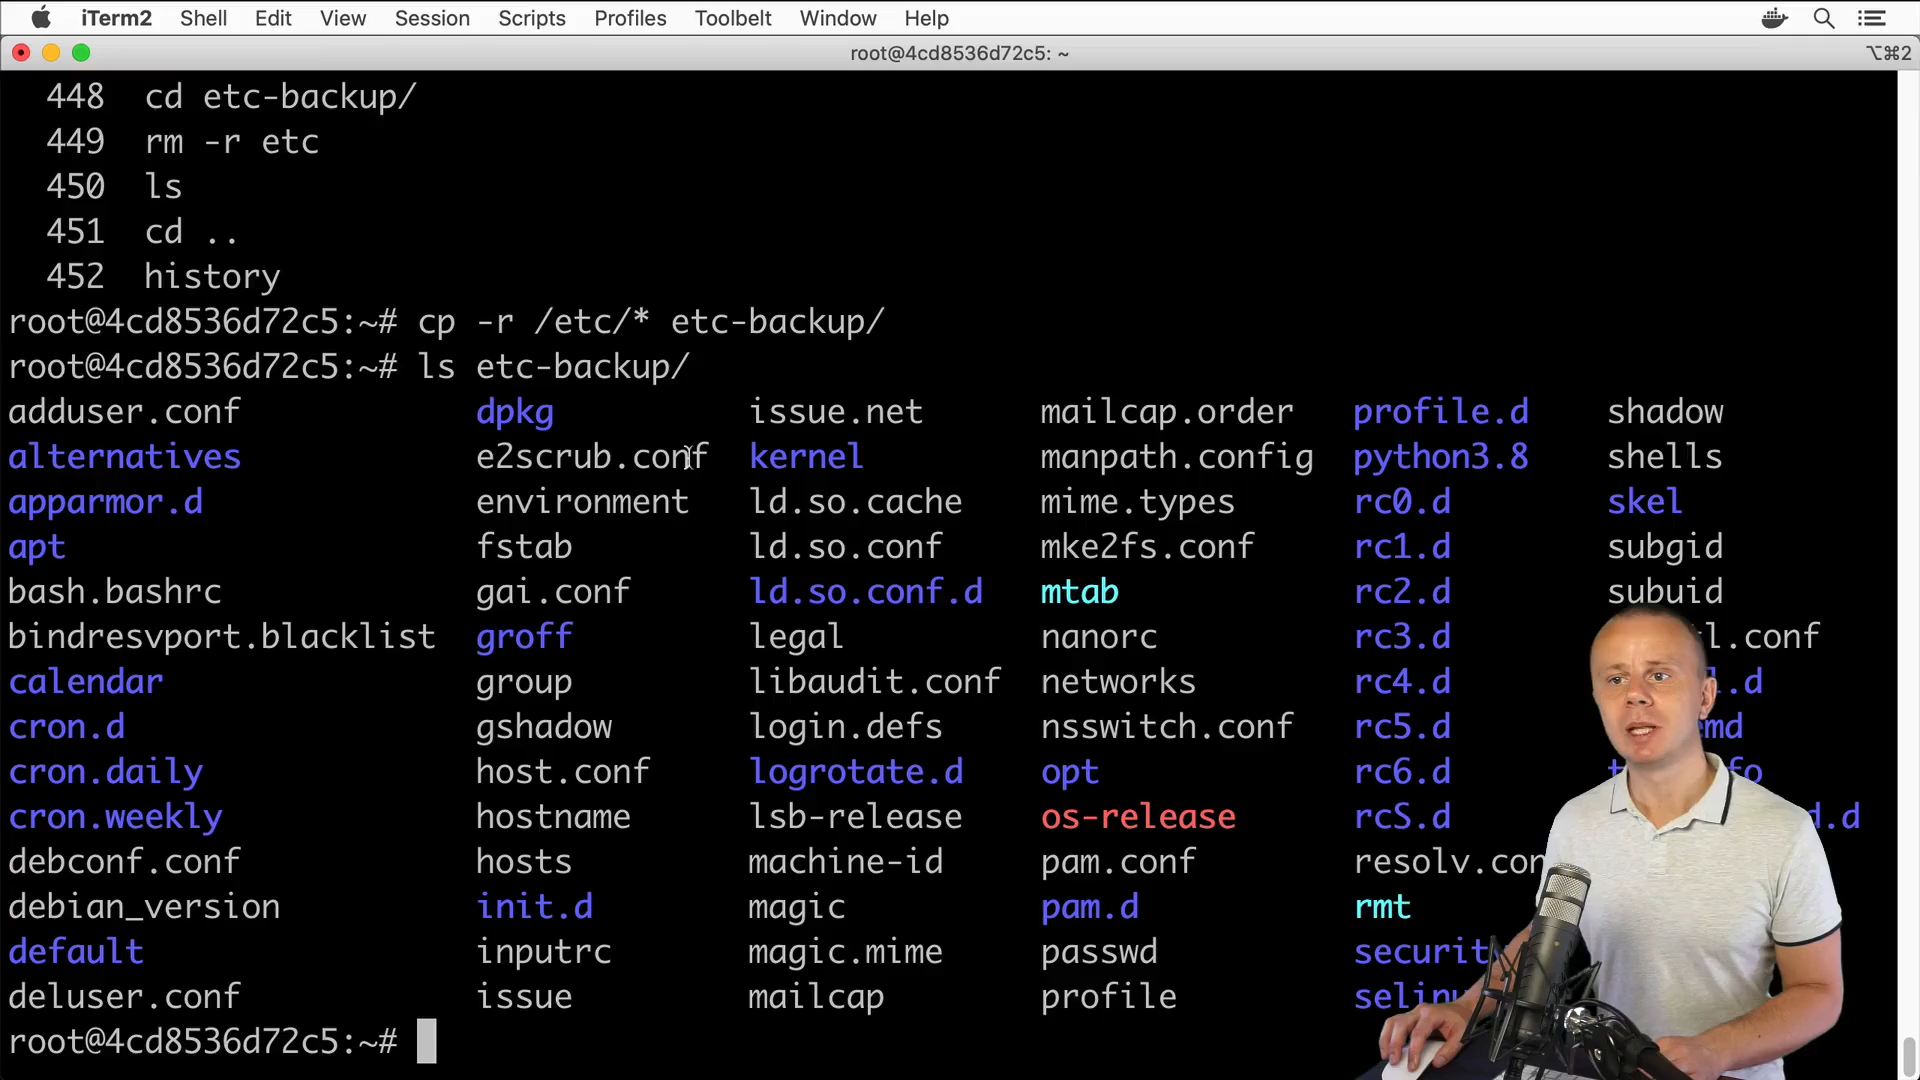 iTerm2 Shell Edit View Session Scripts Profiles Toolbelt Window Help
root@4cd8536d72c5: ~ ⌥⌘2
448 cd etc-backup/
449 rm -r etc
450 ls
451 cd ..
452 history
root@4cd8536d72c5:~# cp -r /etc/* etc-backup/
root@4cd8536d72c5:~# ls etc-backup/
adduser.conf dpkg issue.net mailcap.order profile.d shadow
alternatives e2scrub.conf kernel manpath.config python3.8 shells
apparmor.d environment ld.so.cache mime.types rc0.d skel
apt fstab ld.so.conf mke2fs.conf rc1.d subgid
bash.bashrc gai.conf ld.so.conf.d mtab rc2.d subuid
bindresvport.blacklist groff legal nanorc rc3.d l.conf
calendar group libaudit.conf networks rc4.d .d
cron.d gshadow login.defs nsswitch.conf rc5.d md
cron.daily host.conf logrotate.d opt rc6.d
cron.weekly hostname lsb-release os-release rcS.d d.d
debconf.conf hosts machine-id pam.conf resolv.con
debian_version init.d magic pam.d rmt
default inputrc magic.mime passwd securit
deluser.conf issue mailcap profile selinu
root@4cd8536d72c5:~#